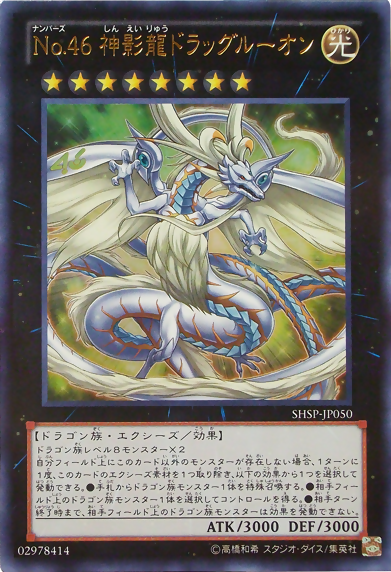 ナンバーズ しん えい りゅう
No.46 神影龍ドラッグルーオン
ひかり
光
46
SHSP-JP050
【ドラゴン族・エクシーズ/効果】
ドラゴン族レベル8モンスター×2
自分フィールド上にこのカード以外のモンスターが存在しない場合、1ターンに
1度、このカードのエクシーズ素材を1つ取り除き、以下の効果から1つを選択して
発動できる。●手札からドラゴン族モンスター1体を特殊召喚する。●相手フィー
ルド上のドラゴン族モンスター1体を選択してコントロールを得る。●相手ターン
終了時まで、相手フィールド上のドラゴン族モンスターは効果を発動できない。
ATK/3000 DEF/3000
02978414
©高橋和希 スタジオ・ダイス/集英社